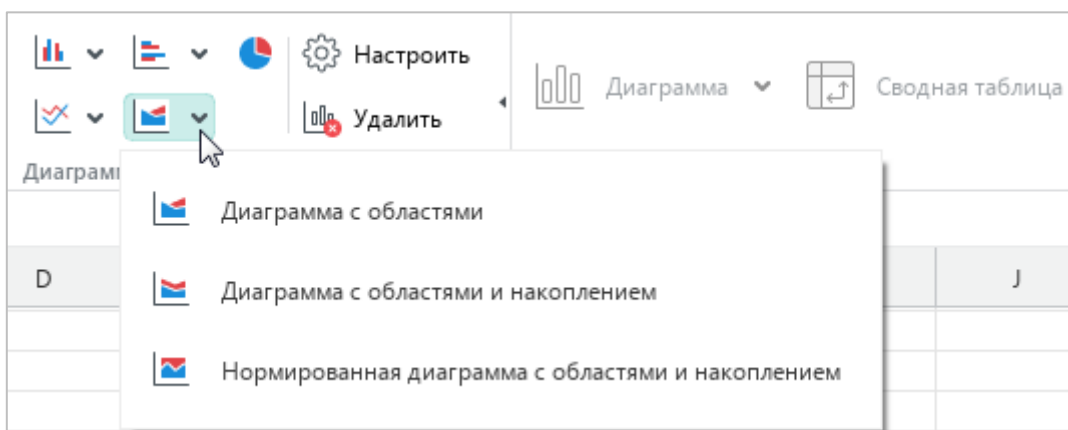 Настроить
Диаграмма
Сводная таблица
Удалить
Диаграм
Диаграмма с областями
D
J
Диаграмма с областями и накоплением
Нормированная диаграмма с областями и накоплением